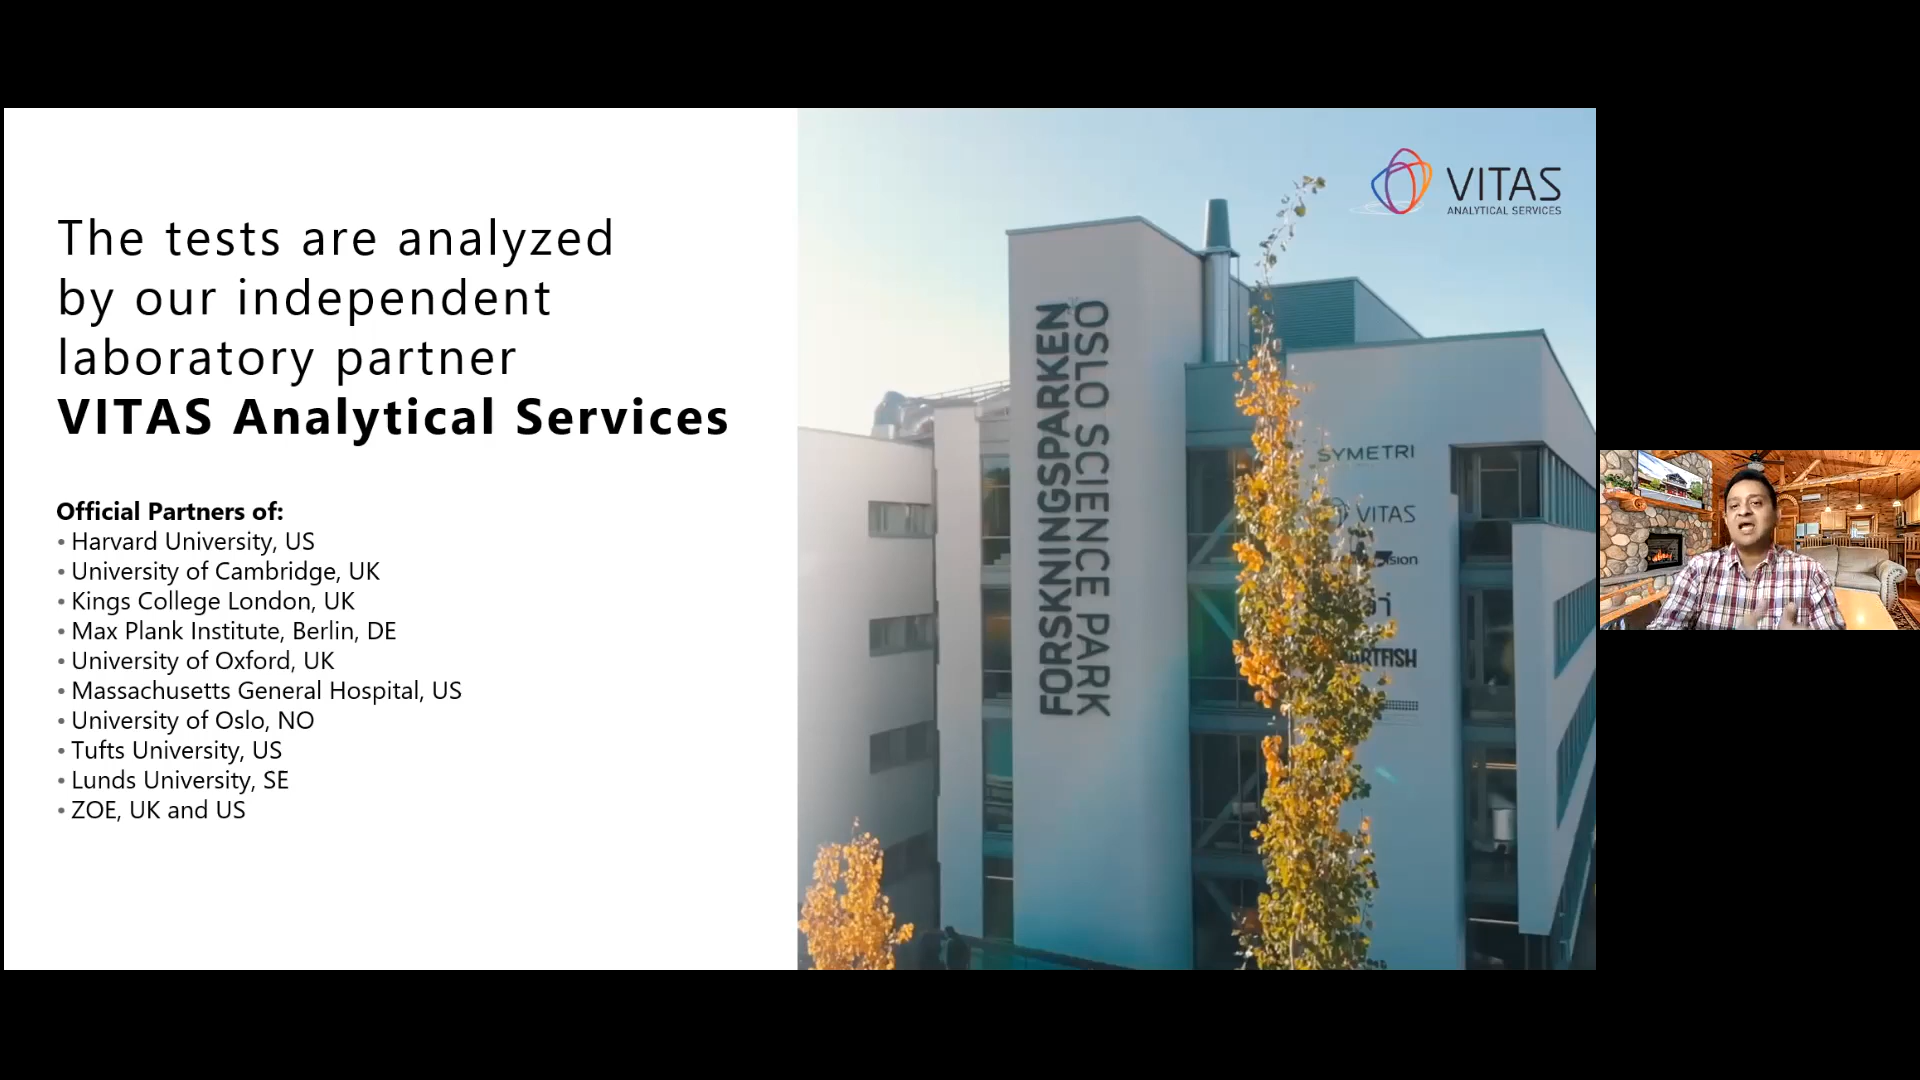 The tests are analyzed
by our independent
laboratory partner
VITAS Analytical Services
Official Partners of:
• Harvard University, US
• University of Cambridge, UK
• Kings College London, UK
• Max Plank Institute, Berlin, DE
• University of Oxford, UK
• Massachusetts General Hospital, US
• University of Oslo, NO
• Tufts University, US
• Lunds University, SE
• ZOE, UK and US
VITAS
ANALYTICAL SERVICES
FORSKNINGSPARKEN
OSLO SCIENCE PARK
SYMETRI
VITAS